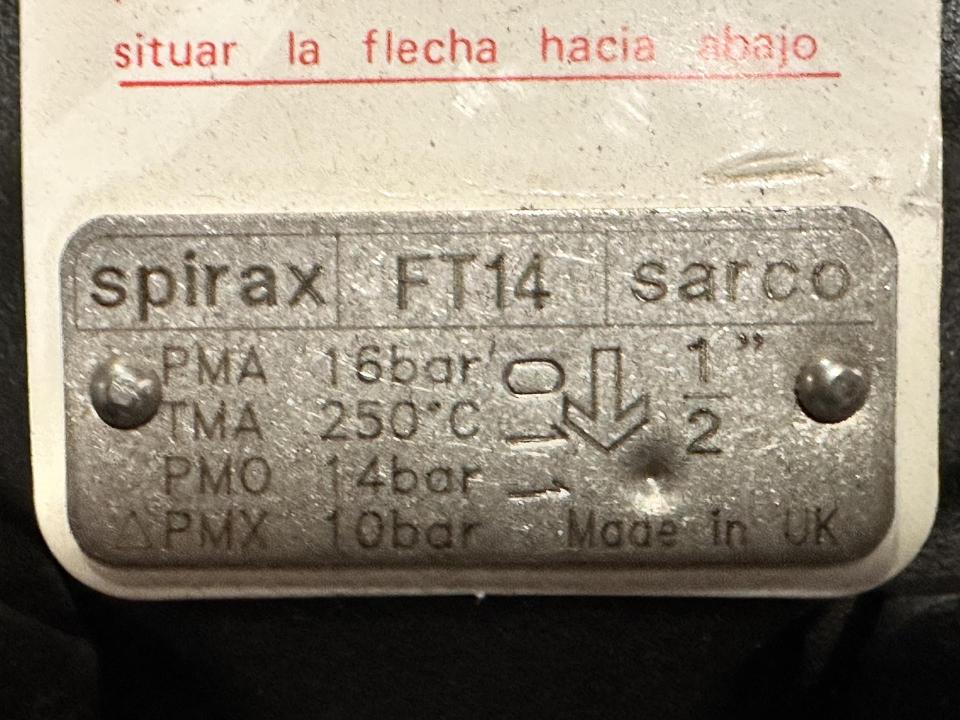 situar la flecha hacia abajo
spirax FT14 sarco
PMA 16bar
TMA 250°C
PMO 14bar
△PMX 10bar
1/2"
Made in UK